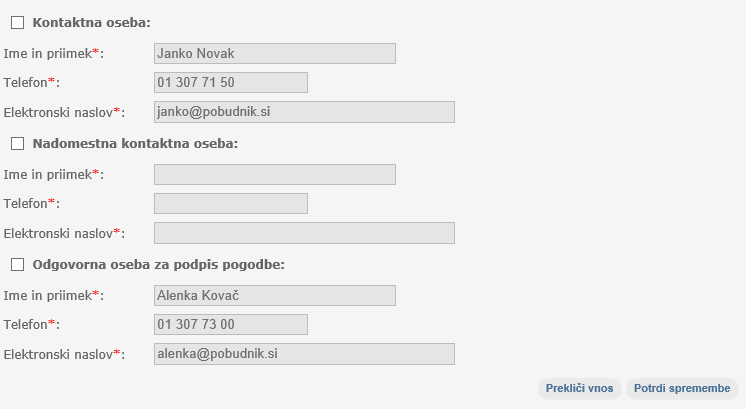 Kontaktna oseba:
Ime in priimek*: Janko Novak
Telefon*: 01 307 71 50
Elektronski naslov*: janko@pobudnik.si
Nadomestna kontaktna oseba:
Ime in priimek*:
Telefon*:
Elektronski naslov*:
Odgovorna oseba za podpis pogodbe:
Ime in priimek*: Alenka Kovač
Telefon*: 01 307 73 00
Elektronski naslov*: alenka@pobudnik.si
Prekliči vnos Potrdi spremembe